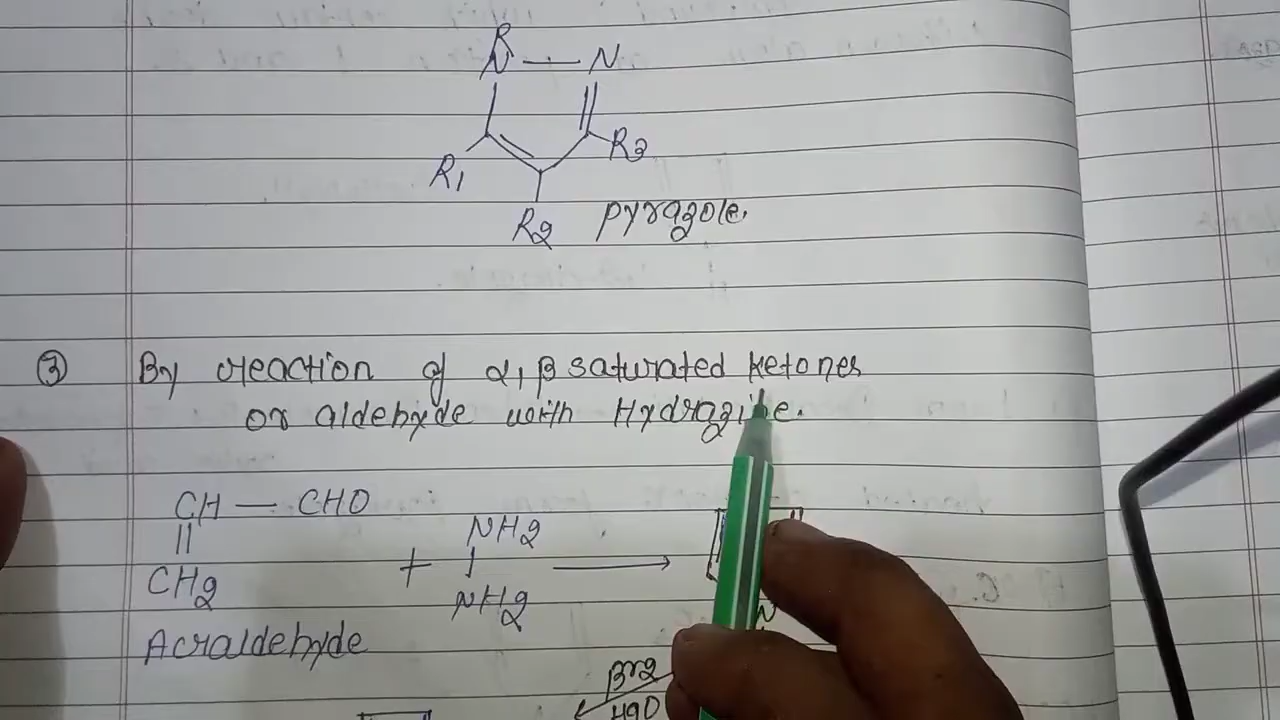 R
N — N
R3
R1
R2
pyrazole.
③ By reaction of α, β saturated ketones
or aldehyde with Hydrazine.
CH — CHO
||
CH2
+
NH2
|
NH2
→
N
Acraldehyde
Br2
H2O